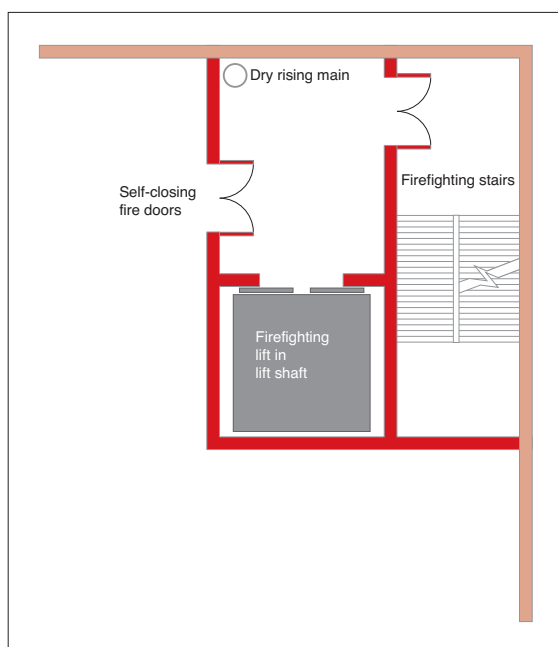 Dry rising main
Self-closing
fire doors
Firefighting stairs
Firefighting
lift in
lift shaft